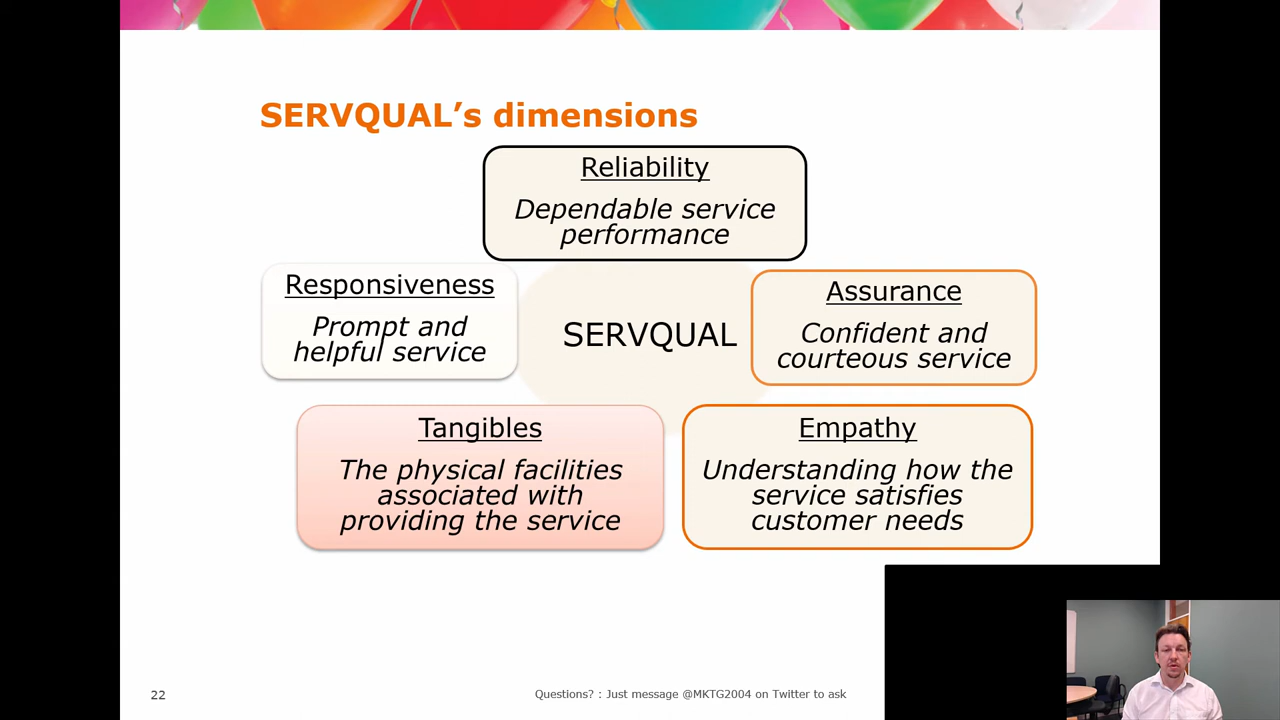 SERVQUAL’s dimensions
Reliability
Dependable service
performance
Responsiveness
Prompt and
helpful service
SERVQUAL
Assurance
Confident and
courteous service
Tangibles
The physical facilities
associated with
providing the service
Empathy
Understanding how the
service satisfies
customer needs
22
Questions? : Just message @MKTG2004 on Twitter to ask